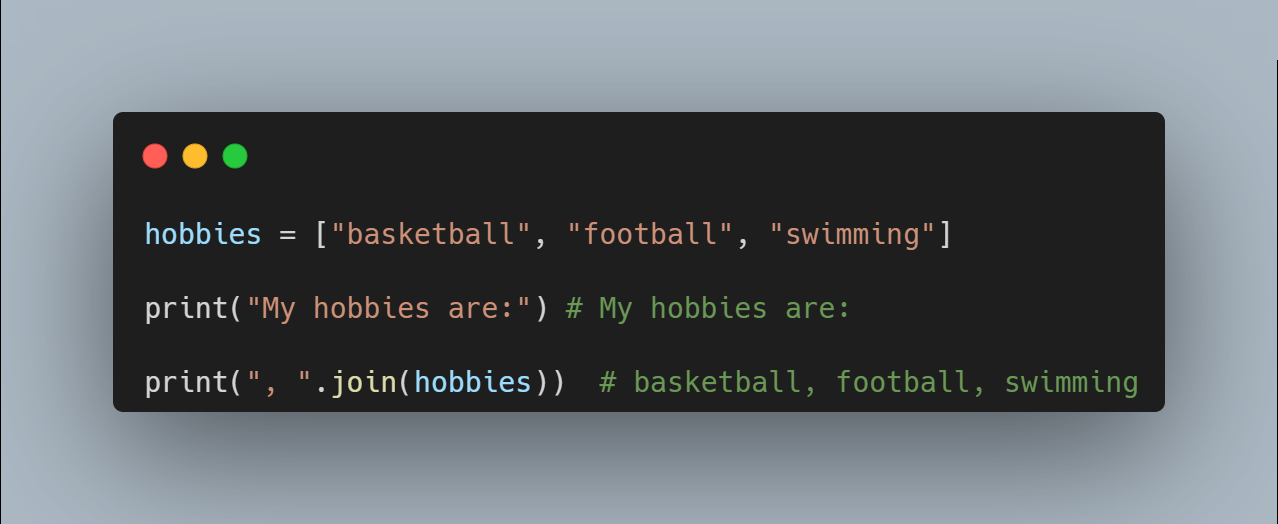 hobbies = ["basketball", "football", "swimming"]
print("My hobbies are:") # My hobbies are:
print(", ".join(hobbies))  # basketball, football, swimming